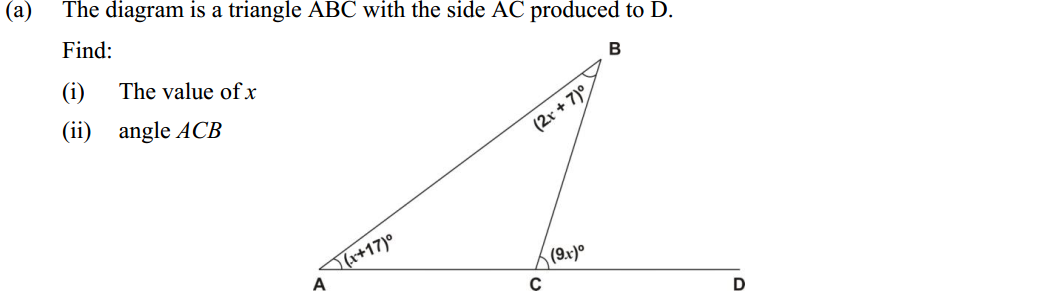 (a) The diagram is a triangle ABC with the side AC produced to D.
Find:
(i) The value of x
(ii) angle ACB
B
(2x + 7)°
(x+17)°
(9x)°
A
C
D